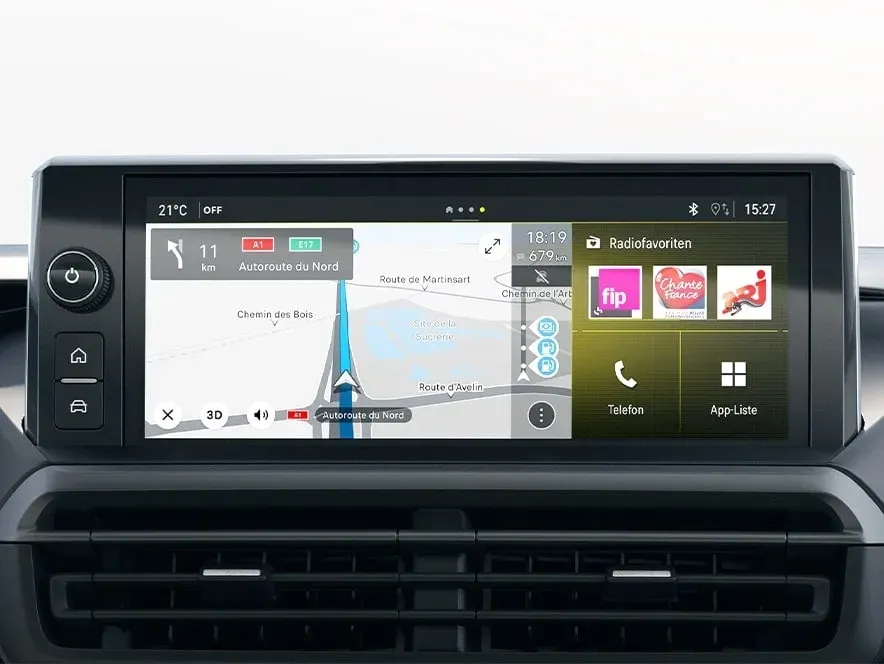 21°C OFF
15:27
11 km
A1 E17
Autoroute du Nord
18:19
679 km
Route de Martinsart
Chemin de l'Arb
Chemin des Bois
Site de la
Sucrerie
Route d'Avelin
3D
A1 Autoroute du Nord
Radiofavoriten
fip
Chante
France
NRJ
Telefon
App-Liste